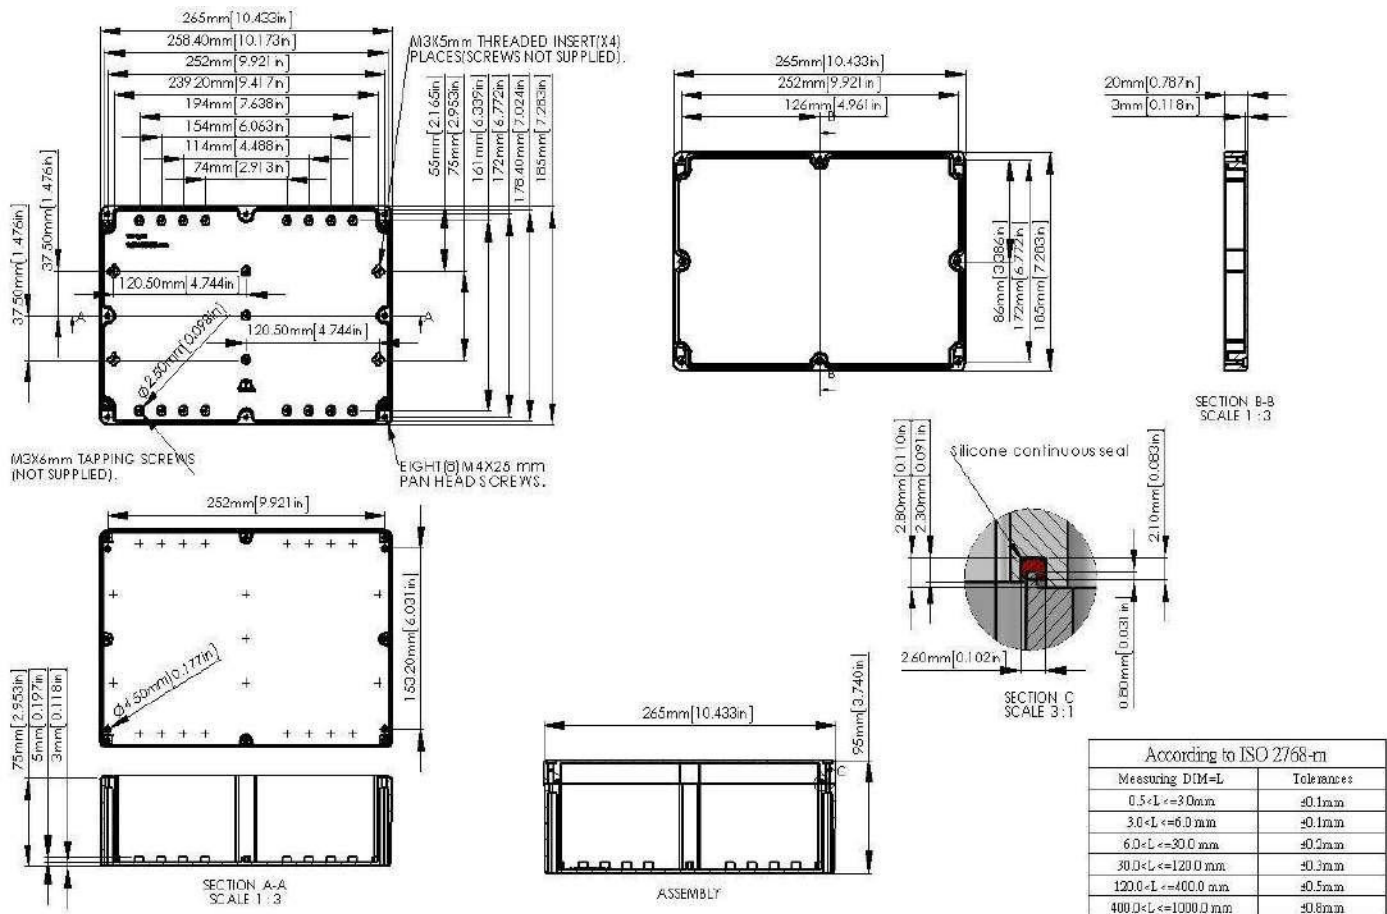 265mm[10.433in]
258.40mm[10.173in]
252mm[9.921in]
239.20mm[9.417in]
194mm[7.638in]
154mm[6.063in]
114mm[4.488in]
74mm[2.913in]
M3X5mm THREADED INSERT(X4)
PLACES(SCREWS NOT SUPPLIED).
55mm[2.165in]
75mm[2.953in]
161mm[6.339in]
172mm[6.772in]
178.40mm[7.024in]
185mm[7.283in]
37.50mm[1.476in]
37.50mm[1.476in]
120.50mm[4.744in]
120.50mm[4.744in]
A
A
Ø2.50mm[0.098in]
M3X6mm TAPPING SCREWS
(NOT SUPPLIED).
EIGHT(8)M4X25 mm
PAN HEAD SCREWS.
265mm[10.433in]
252mm[9.921in]
126mm[4.961in]
B
B
86mm[3.386in]
172mm[6.772in]
185mm[7.283in]
20mm[0.787in]
3mm[0.118in]
SECTION B-B
SCALE 1:3
252mm[9.921in]
153.20mm[6.031in]
Ø4.50mm[0.177in]
75mm[2.953in]
5mm[0.197in]
3mm[0.118in]
SECTION A-A
SCALE 1:3
265mm[10.433in]
95mm[3.740in]
C
ASSEMBLY
Silicone continuous seal
2.80mm[0.110in]
2.30mm[0.091in]
2.10mm[0.083in]
0.80mm[0.031in]
2.60mm[0.102in]
SECTION C
SCALE 3:1
According to ISO 2768-m
Measuring DIM=L Tolerances
0.5<L<=3.0mm ±0.1mm
3.0<L<=6.0 mm ±0.1mm
6.0<L<=30.0 mm ±0.2mm
30.0<L<=120.0 mm ±0.3mm
120.0<L<=400.0 mm ±0.5mm
400.0<L<=1000.0 mm ±0.8mm